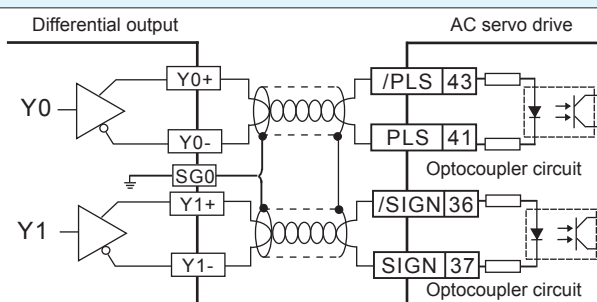 Differential output
AC servo drive
Y0+
/PLS 43
Y0
Y0-
PLS 41
Optocoupler circuit
SG0
Y1+
/SIGN 36
Y1
Y1-
SIGN 37
Optocoupler circuit